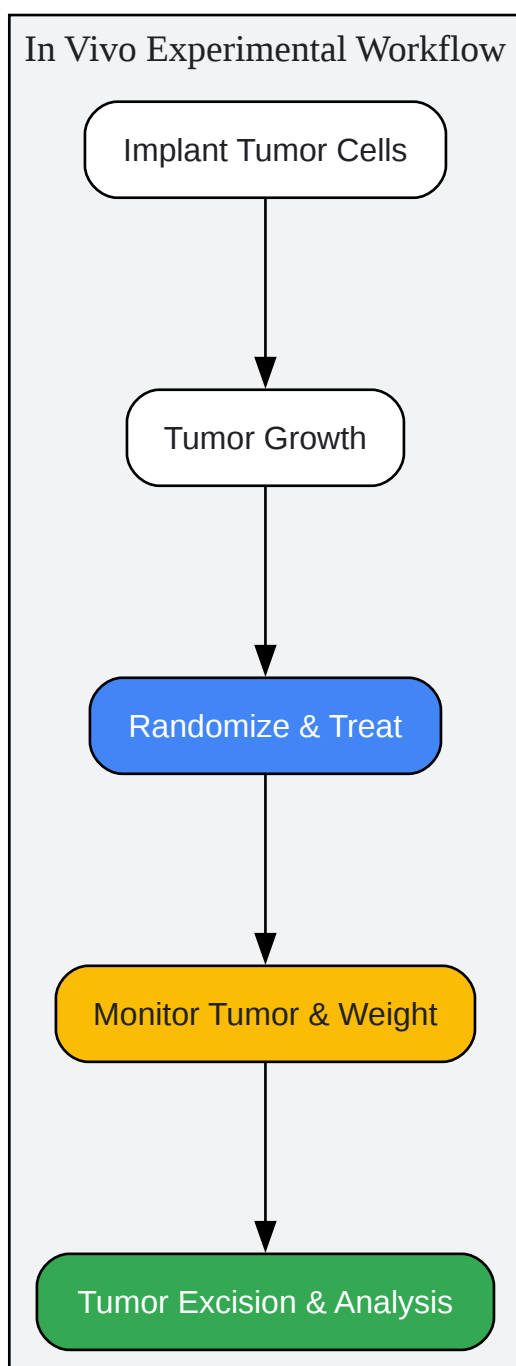 In Vivo Experimental Workflow
Implant Tumor Cells
Tumor Growth
Randomize & Treat
Monitor Tumor & Weight
Tumor Excision & Analysis